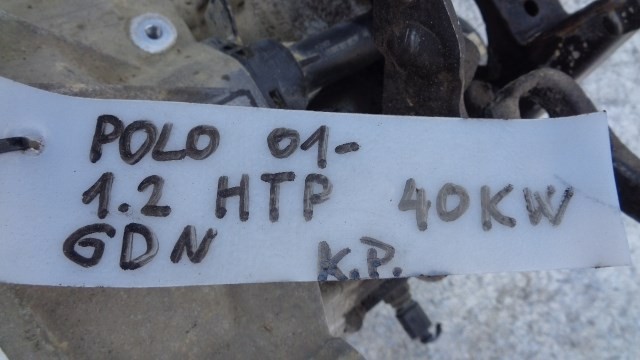 POLO 01-
1.2 HTP 40KW
GDN K.P.